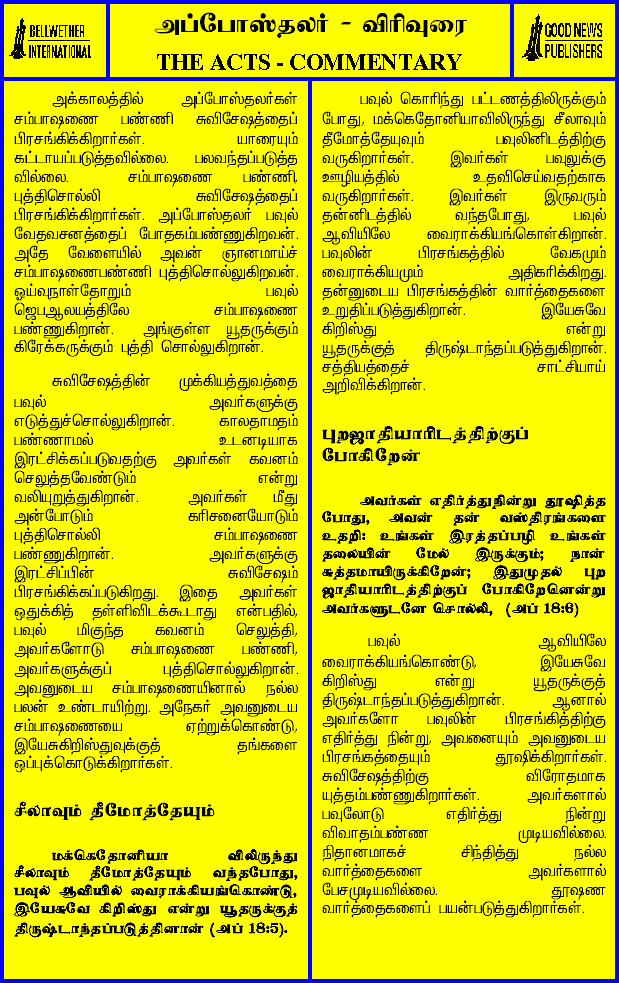 BELLWETHER
INTERNATIONAL
அப்போஸ்தலர் - விரிவுரை
THE ACTS - COMMENTARY
GOOD NEWS
PUBLISHERS
அக்காலத்தில் அப்போஸ்தலர்கள்
சம்பாஷணை பண்ணி சுவிசேஷத்தைப்
பிரசங்கிக்கிறார்கள். யாரையும்
கட்டாயப்படுத்தவில்லை. பலவந்தப்படுத்த
வில்லை. சம்பாஷணை பண்ணி,
புத்திசொல்லி சுவிசேஷத்தைப்
பிரசங்கிக்கிறார்கள். அப்போஸ்தலர் பவுல்
வேதவசனத்தைப் போதகம்பண்ணுகிறவன்.
அதே வேளையில் அவன் ஞானமாய்ச்
சம்பாஷணைபண்ணி புத்திசொல்லுகிறவன்.
ஓய்வுநாள்தோறும் பவுல்
ஜெபஆலயத்திலே சம்பாஷணை
பண்ணுகிறான். அங்குள்ள யூதருக்கும்
கிரேக்கருக்கும் புத்தி சொல்லுகிறான்.
சுவிசேஷத்தின் முக்கியத்துவத்தை
பவுல் அவர்களுக்கு
எடுத்துச்சொல்லுகிறான். காலதாமதம்
பண்ணாமல் உடனடியாக
இரட்சிக்கப்படுவதற்கு அவர்கள் கவனம்
செலுத்தவேண்டும் என்று
வலியுறுத்துகிறான். அவர்கள் மீது
அன்போடும் கரிசனையோடும்
புத்திசொல்லி சம்பாஷணை
பண்ணுகிறான். அவர்களுக்கு
இரட்சிப்பின் சுவிசேஷம்
பிரசங்கிக்கப்படுகிறது. இதை அவர்கள்
ஒதுக்கித் தள்ளிவிடக்கூடாது என்பதில்,
பவுல் மிகுந்த கவனம் செலுத்தி,
அவர்களோடு சம்பாஷணை பண்ணி,
அவர்களுக்குப் புத்திசொல்லுகிறான்.
அவனுடைய சம்பாஷணையினால் நல்ல
பலன் உண்டாயிற்று. அநேகர் அவனுடைய
சம்பாஷணையை ஏற்றுக்கொண்டு,
இயேசுகிறிஸ்துவுக்குத் தங்களை
ஒப்புக்கொடுக்கிறார்கள்.
சீலாவும் தீமோத்தேயும்
மக்கெதோனியா விலிருந்து
சீலாவும் தீமோத்தேயும் வந்தபோது,
பவுல் ஆவியில் வைராக்கியங்கொண்டு,
இயேசுவே கிறிஸ்து என்று யூதருக்குத்
திருஷ்டாந்தப்படுத்தினான் (அப் 18:5).
பவுல் கொரிந்து பட்டணத்திலிருக்கும்
போது, மக்கெதோனியாவிலிருந்து சீலாவும்
தீமோத்தேயுவும் பவுலினிடத்திற்கு
வருகிறார்கள். இவர்கள் பவுலுக்கு
ஊழியத்தில் உதவிசெய்வதற்காக
வருகிறார்கள். இவர்கள் இருவரும்
தன்னிடத்தில் வந்தபோது, பவுல்
ஆவியிலே வைராக்கியங்கொள்கிறான்.
பவுலின் பிரசங்கத்தில் வேகமும்
வைராக்கியமும் அதிகரிக்கிறது.
தன்னுடைய பிரசங்கத்தின் வார்த்தைகளை
உறுதிப்படுத்துகிறான். இயேசுவே
கிறிஸ்து என்று
யூதருக்குத் திருஷ்டாந்தப்படுத்துகிறான்.
சத்தியத்தைச் சாட்சியாய்
அறிவிக்கிறான்.
புறஜாதியாரிடத்திற்குப்
போகிறேன்
அவர்கள் எதிர்த்துநின்று தூஷித்த
போது, அவன் தன் வஸ்திரங்களை
உதறி: உங்கள் இரத்தப்பழி உங்கள்
தலையின் மேல் இருக்கும்; நான்
சுத்தமாயிருக்கிறேன்; இதுமுதல் புற
ஜாதியாரிடத்திற்குப் போகிறேனென்று
அவர்களுடனே சொல்லி, (அப் 18:6)
பவுல் ஆவியிலே
வைராக்கியங்கொண்டு, இயேசுவே
கிறிஸ்து என்று யூதருக்குத்
திருஷ்டாந்தப்படுத்துகிறான். ஆனால்
அவர்களோ பவுலின் பிரசங்கித்திற்கு
எதிர்த்து நின்று, அவனையும் அவனுடைய
பிரசங்கத்தையும் தூஷிக்கிறார்கள்.
சுவிசேஷத்திற்கு விரோதமாக
யுத்தம்பண்ணுகிறார்கள். அவர்களால்
பவுலோடு எதிர்த்து நின்று
விவாதம்பண்ண முடியவில்லை.
நிதானமாகச் சிந்தித்து நல்ல
வார்த்தைகளை அவர்களால்
பேசமுடியவில்லை. தூஷண
வார்த்தைகளைப் பயன்படுத்துகிறார்கள்.